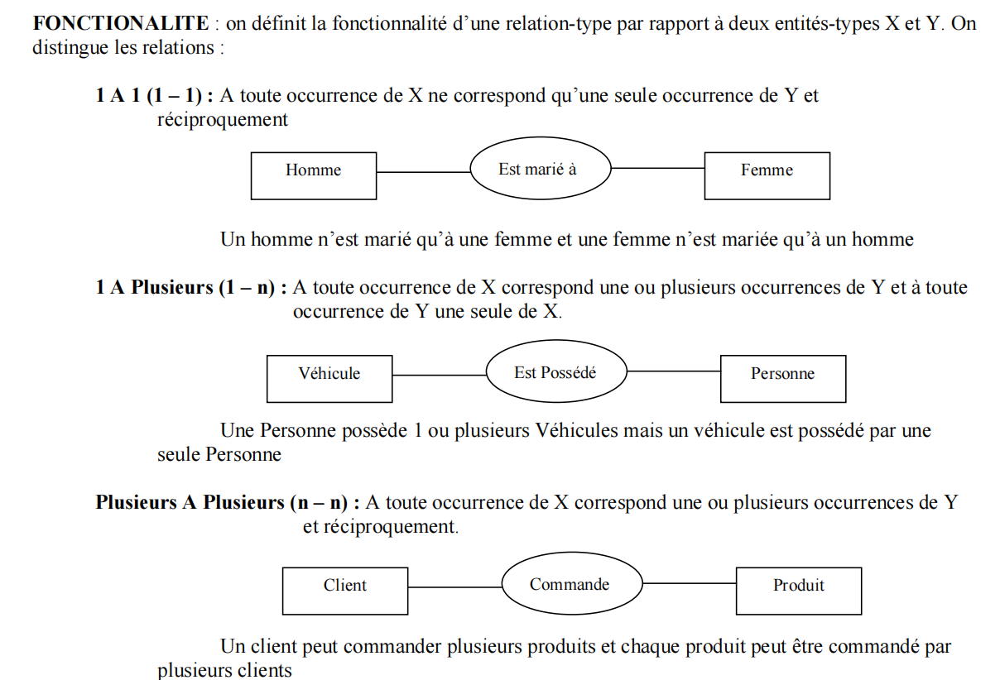 FONCTIONALITE : on définit la fonctionnalité d’une relation-type par rapport à deux entités-types X et Y. On
distingue les relations :
1 A 1 (1 – 1) : A toute occurrence de X ne correspond qu’une seule occurrence de Y et
réciproquement
Homme
Est marié à
Femme
Un homme n’est marié qu’à une femme et une femme n’est mariée qu’à un homme
1 A Plusieurs (1 – n) : A toute occurrence de X correspond une ou plusieurs occurrences de Y et à toute
occurrence de Y une seule de X.
Véhicule
Est Possédé
Personne
Une Personne possède 1 ou plusieurs Véhicules mais un véhicule est possédé par une
seule Personne
Plusieurs A Plusieurs (n – n) : A toute occurrence de X correspond une ou plusieurs occurrences de Y
et réciproquement.
Client
Commande
Produit
Un client peut commander plusieurs produits et chaque produit peut être commandé par
plusieurs clients